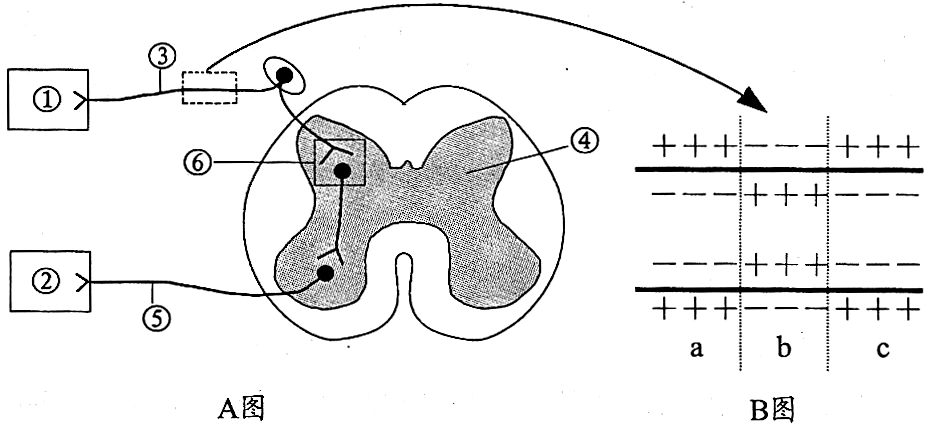 ③
①
⑥
④
②
⑤
+ + + − − − + + +
− − − + + + − − −
− − − + + + − − −
+ + + − − − + + +
a b c
A图 B图